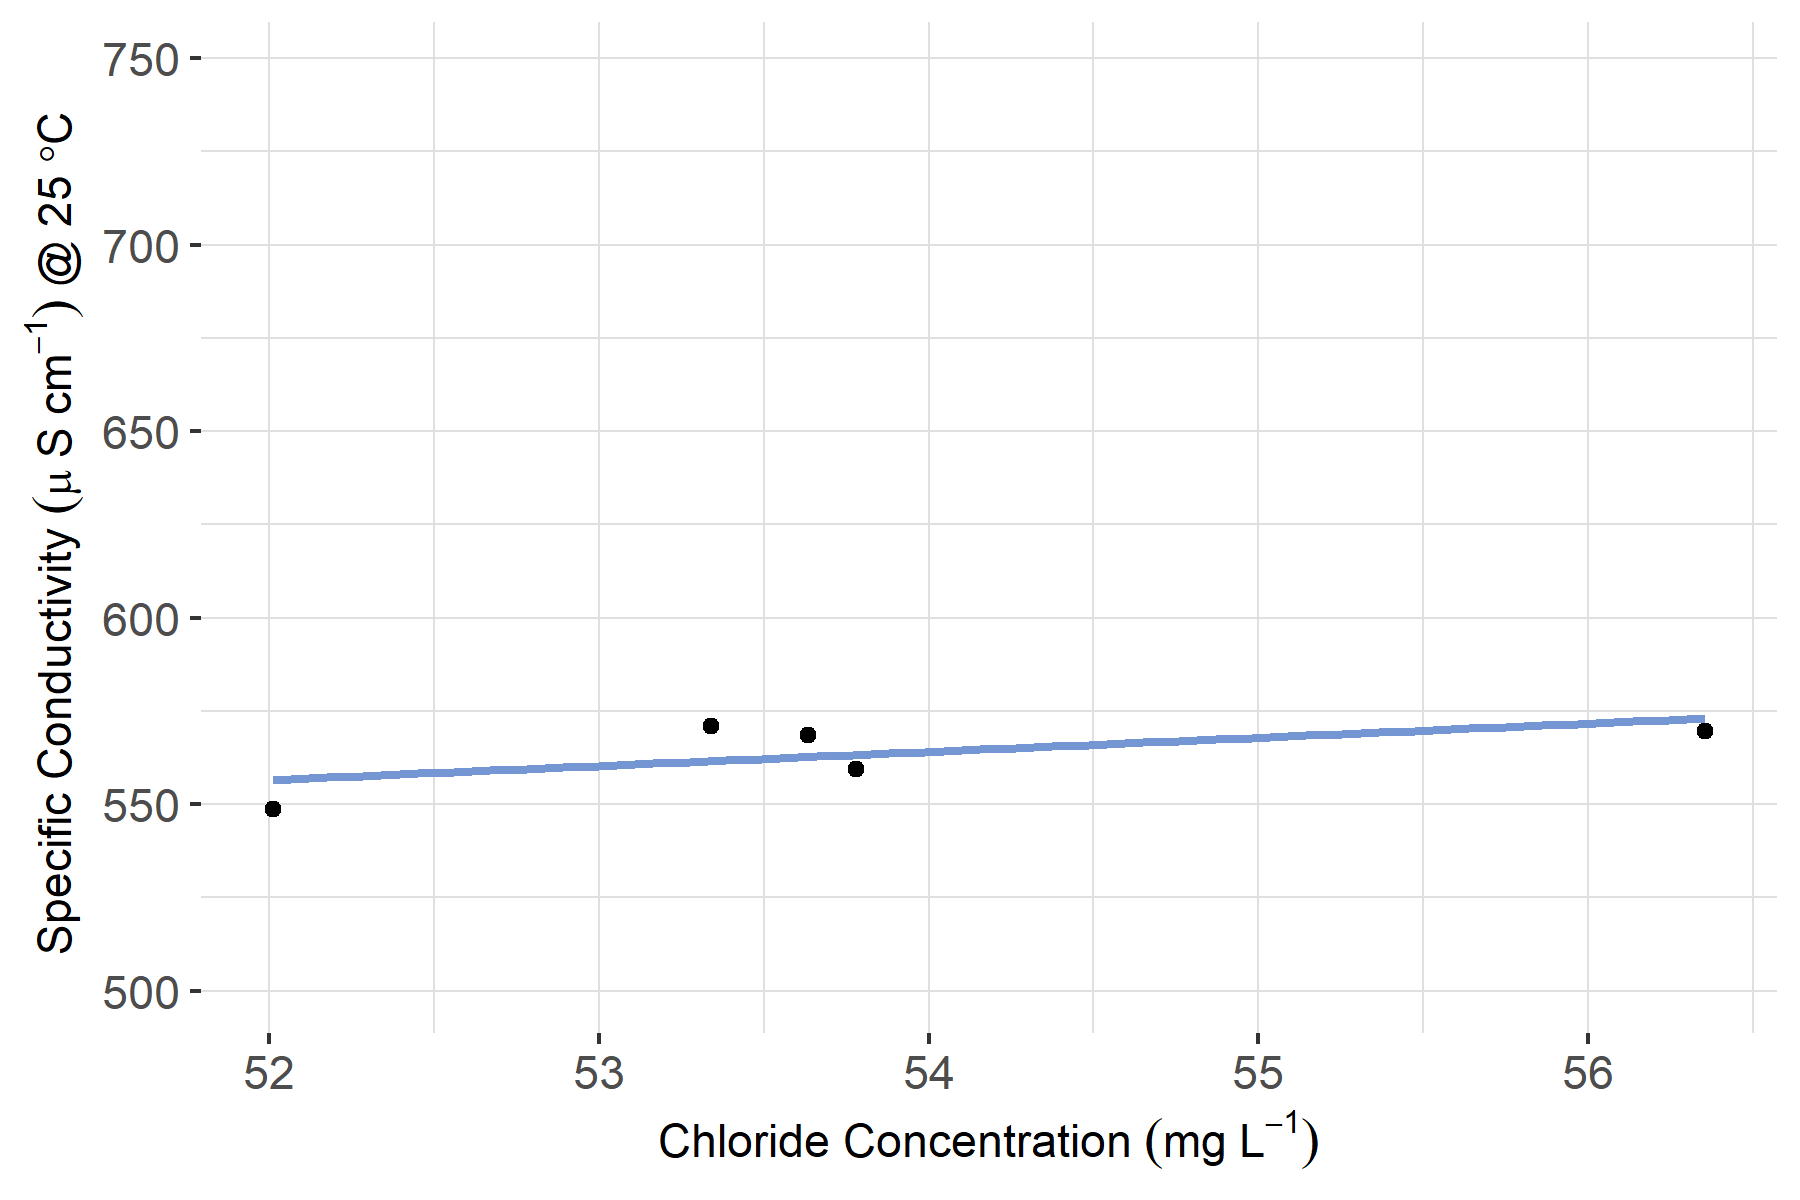 Specific Conductivity (μ S cm⁻¹) @ 25 °C
750
700
650
600
550
500
52 53 54 55 56
Chloride Concentration (mg L⁻¹)